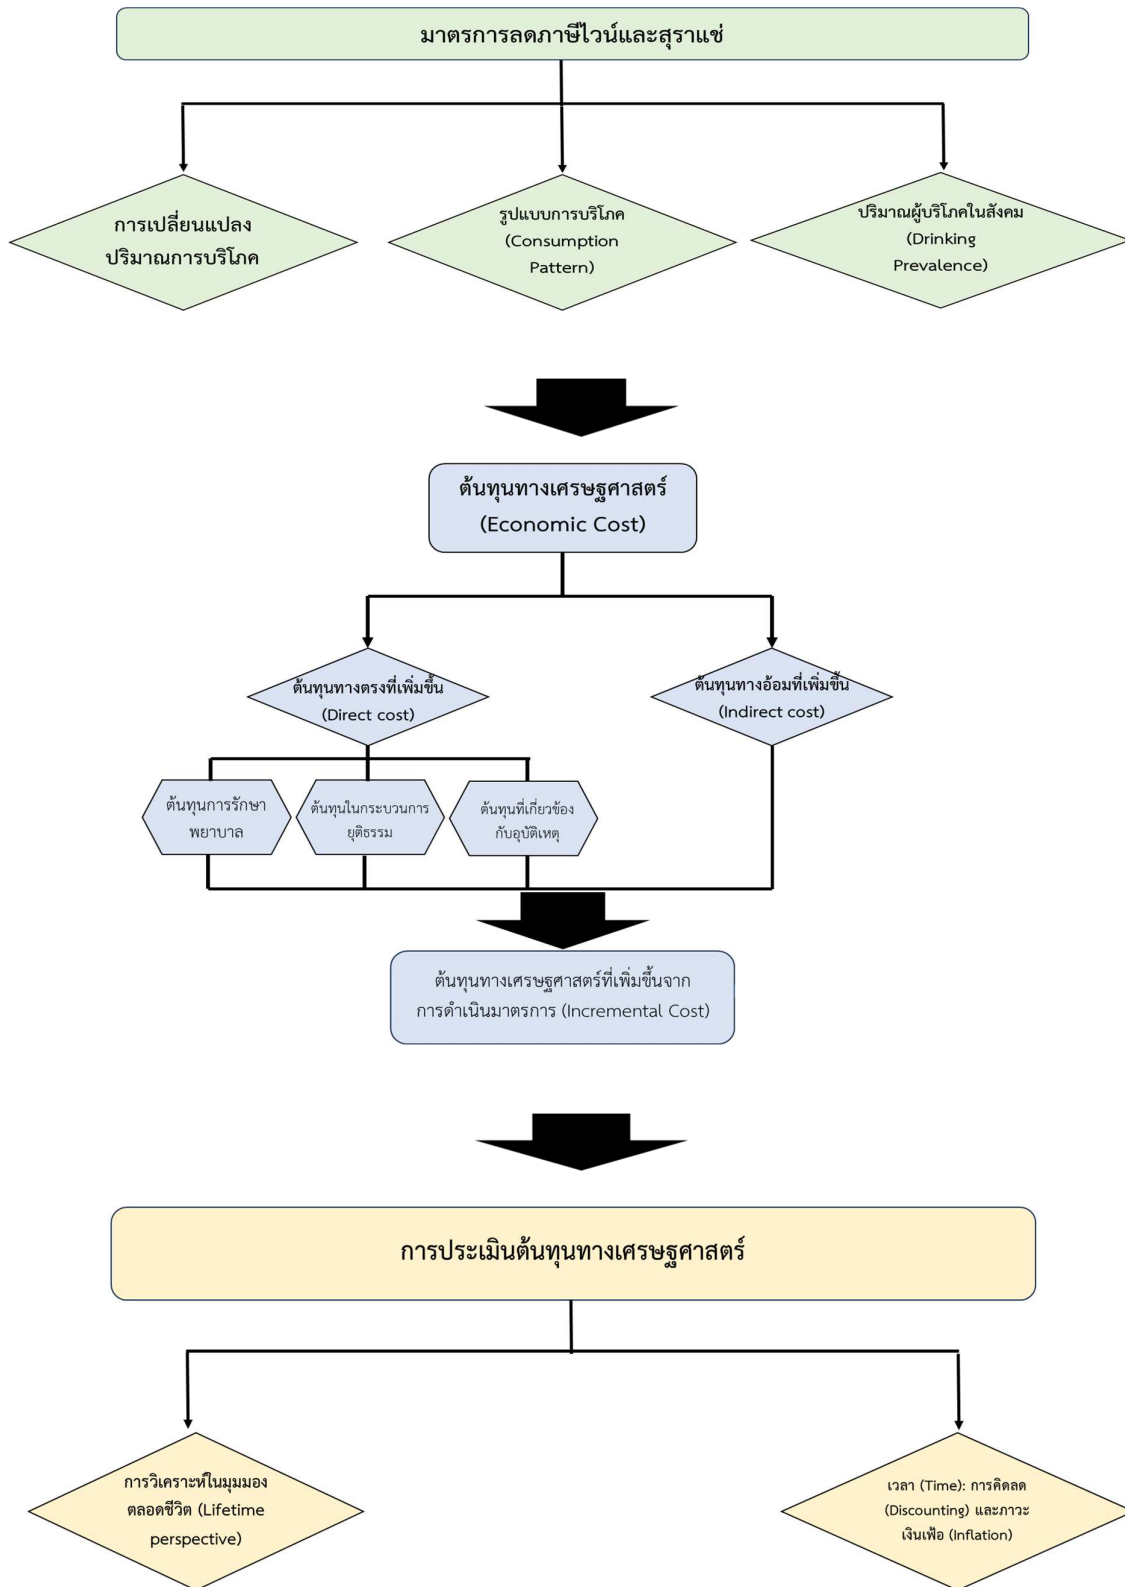 มาตรการลดภาษีไวน์และสุราแช่
การเปลี่ยนแปลง
ปริมาณการบริโภค
รูปแบบการบริโภค
(Consumption
Pattern)
ปริมาณผู้บริโภคในสังคม
(Drinking
Prevalence)
ต้นทุนทางเศรษฐศาสตร์
(Economic Cost)
ต้นทุนทางตรงที่เพิ่มขึ้น
(Direct cost)
ต้นทุนทางอ้อมที่เพิ่มขึ้น
(Indirect cost)
ต้นทุนการรักษา
พยาบาล
ต้นทุนในกระบวนการ
ยุติธรรม
ต้นทุนที่เกี่ยวข้อง
กับอุบัติเหตุ
ต้นทุนทางเศรษฐศาสตร์ที่เพิ่มขึ้นจาก
การดำเนินมาตรการ (Incremental Cost)
การประเมินต้นทุนทางเศรษฐศาสตร์
การวิเคราะห์ในมุมมอง
ตลอดชีวิต (Lifetime
perspective)
เวลา (Time): การคิดลด
(Discounting) และภาวะ
เงินเฟ้อ (Inflation)